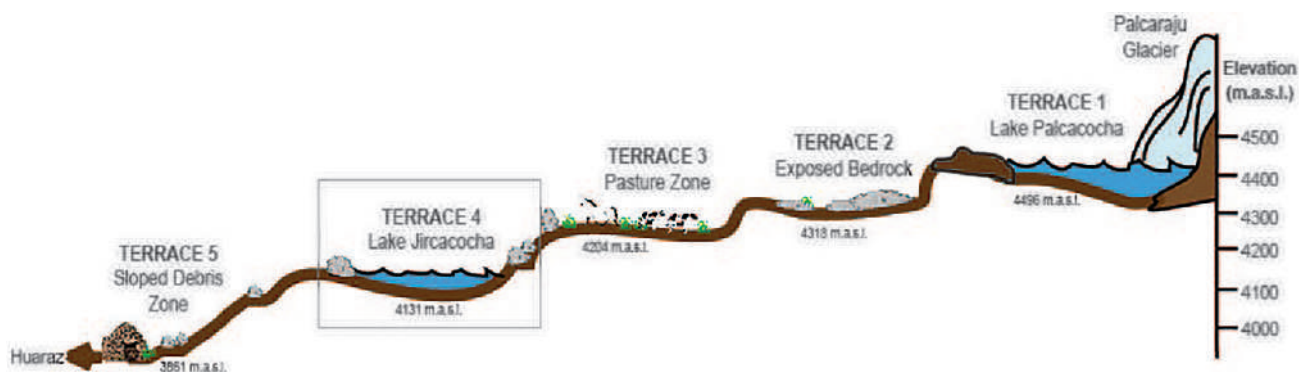 Palcaraju
Glacier
Elevation
(m.a.s.l.)
TERRACE 1
Lake Palcacocha
TERRACE 2
Exposed Bedrock
TERRACE 3
Pasture Zone
TERRACE 4
Lake Jircacocha
TERRACE 5
Sloped Debris
Zone
4500
4400
4300
4200
4100
4000
4496 m.a.s.l.
4318 m.a.s.l.
4204 m.a.s.l.
4131 m.a.s.l.
3861 m.a.s.l.
Huaraz